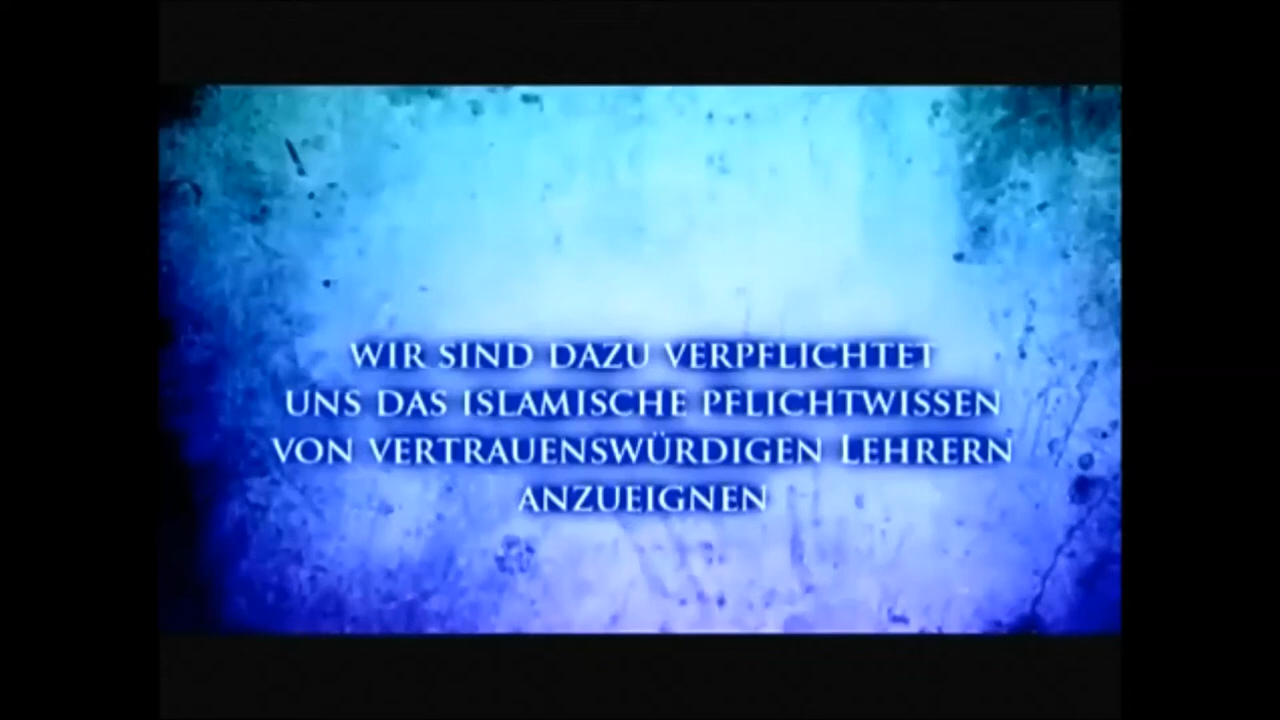 WIR SIND DAZU VERPFLICHTET
UNS DAS ISLAMISCHE PFLICHTWISSEN
VON VERTRAUENSWÜRDIGEN LEHRERN
ANZUEIGNEN